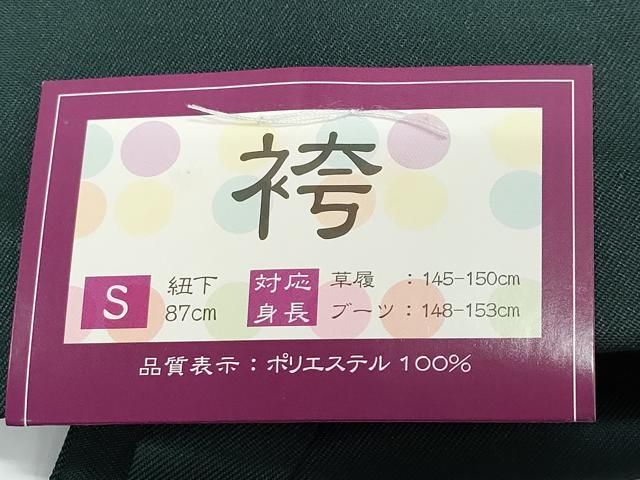 袴
S
紐下
87cm
対応
身長
草履 : 145-150cm
ブーツ : 148-153cm
品質表示 : ポリエステル 100%